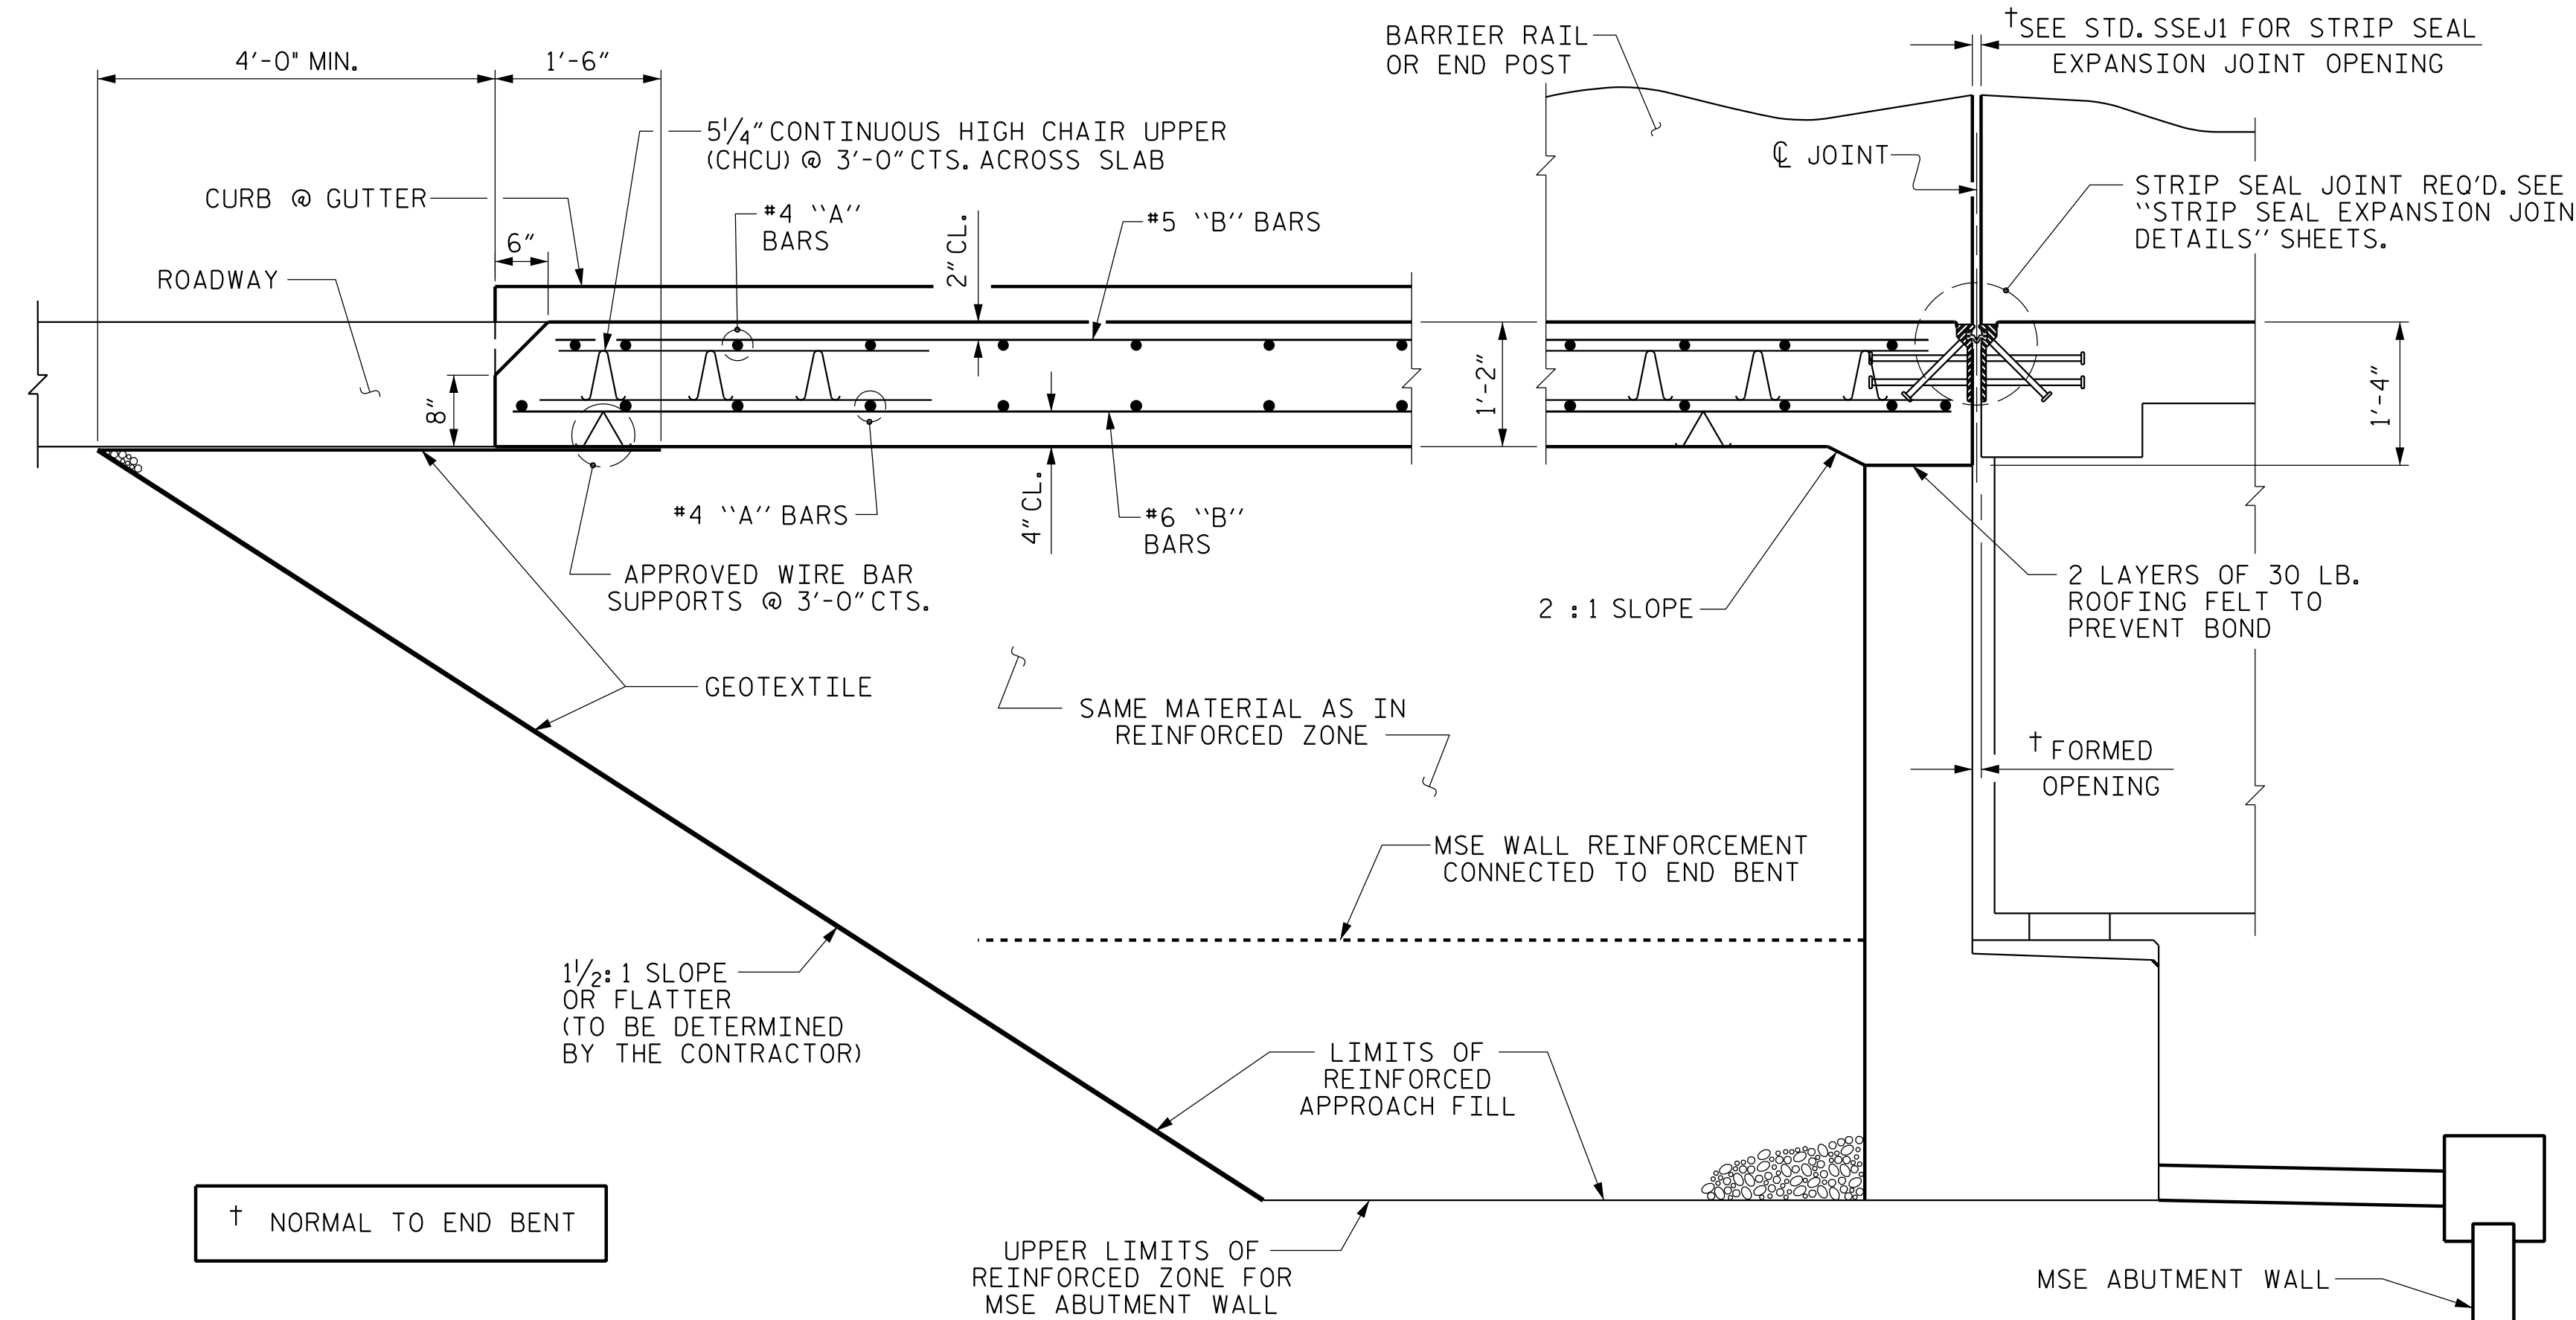 4'-0" MIN.
1'-6"
BARRIER RAIL
OR END POST
†SEE STD. SSEJ1 FOR STRIP SEAL
EXPANSION JOINT OPENING
5 1/4" CONTINUOUS HIGH CHAIR UPPER
(CHCU) @ 3'-0" CTS. ACROSS SLAB
℄ JOINT
STRIP SEAL JOINT REQ'D. SEE
"STRIP SEAL EXPANSION JOIN
DETAILS" SHEETS.
CURB @ GUTTER
#4 "A"
BARS
2" CL.
#5 "B" BARS
6"
ROADWAY
8"
1'-2"
1'-4"
#4 "A" BARS
4" CL.
#6 "B"
BARS
APPROVED WIRE BAR
SUPPORTS @ 3'-0" CTS.
2 : 1 SLOPE
2 LAYERS OF 30 LB.
ROOFING FELT TO
PREVENT BOND
GEOTEXTILE
SAME MATERIAL AS IN
REINFORCED ZONE
† FORMED
OPENING
MSE WALL REINFORCEMENT
CONNECTED TO END BENT
1 1/2 : 1 SLOPE
OR FLATTER
(TO BE DETERMINED
BY THE CONTRACTOR)
LIMITS OF
REINFORCED
APPROACH FILL
† NORMAL TO END BENT
UPPER LIMITS OF
REINFORCED ZONE FOR
MSE ABUTMENT WALL
MSE ABUTMENT WALL